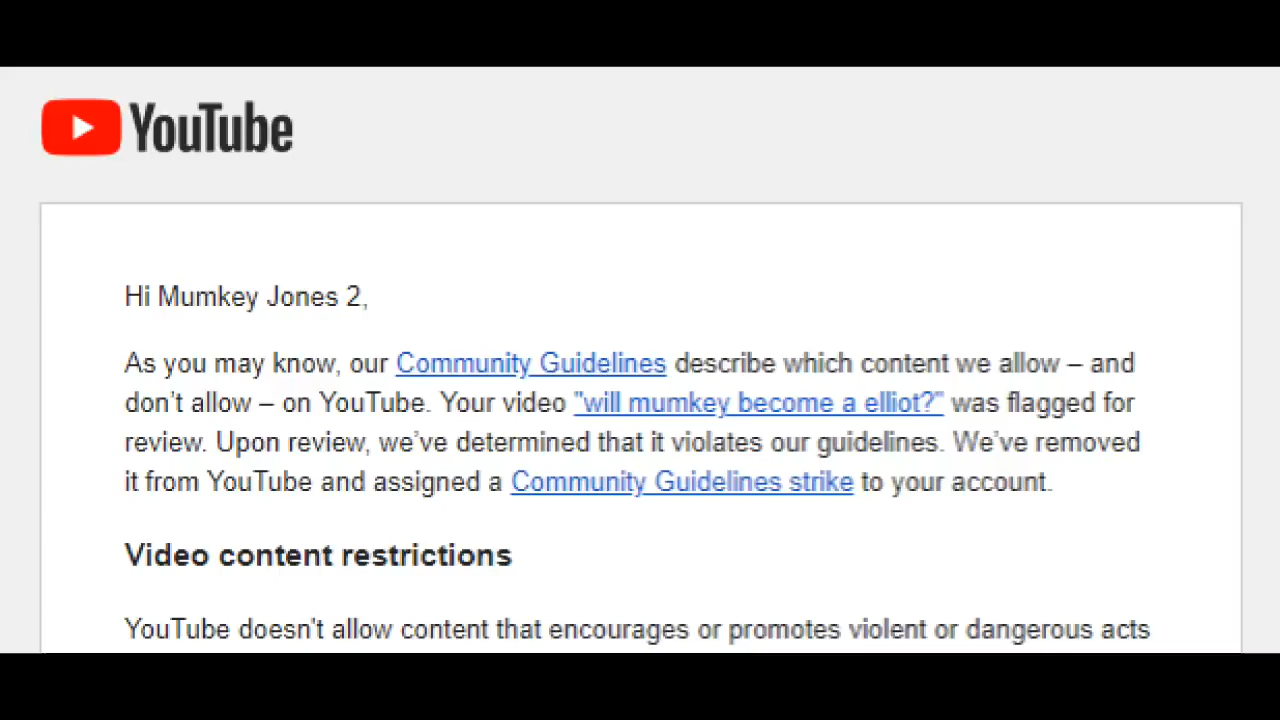 YouTube
Hi Mumkey Jones 2,
As you may know, our Community Guidelines describe which content we allow – and
don't allow – on YouTube. Your video "will mumkey become a elliot?" was flagged for
review. Upon review, we've determined that it violates our guidelines. We've removed
it from YouTube and assigned a Community Guidelines strike to your account.
Video content restrictions
YouTube doesn't allow content that encourages or promotes violent or dangerous acts